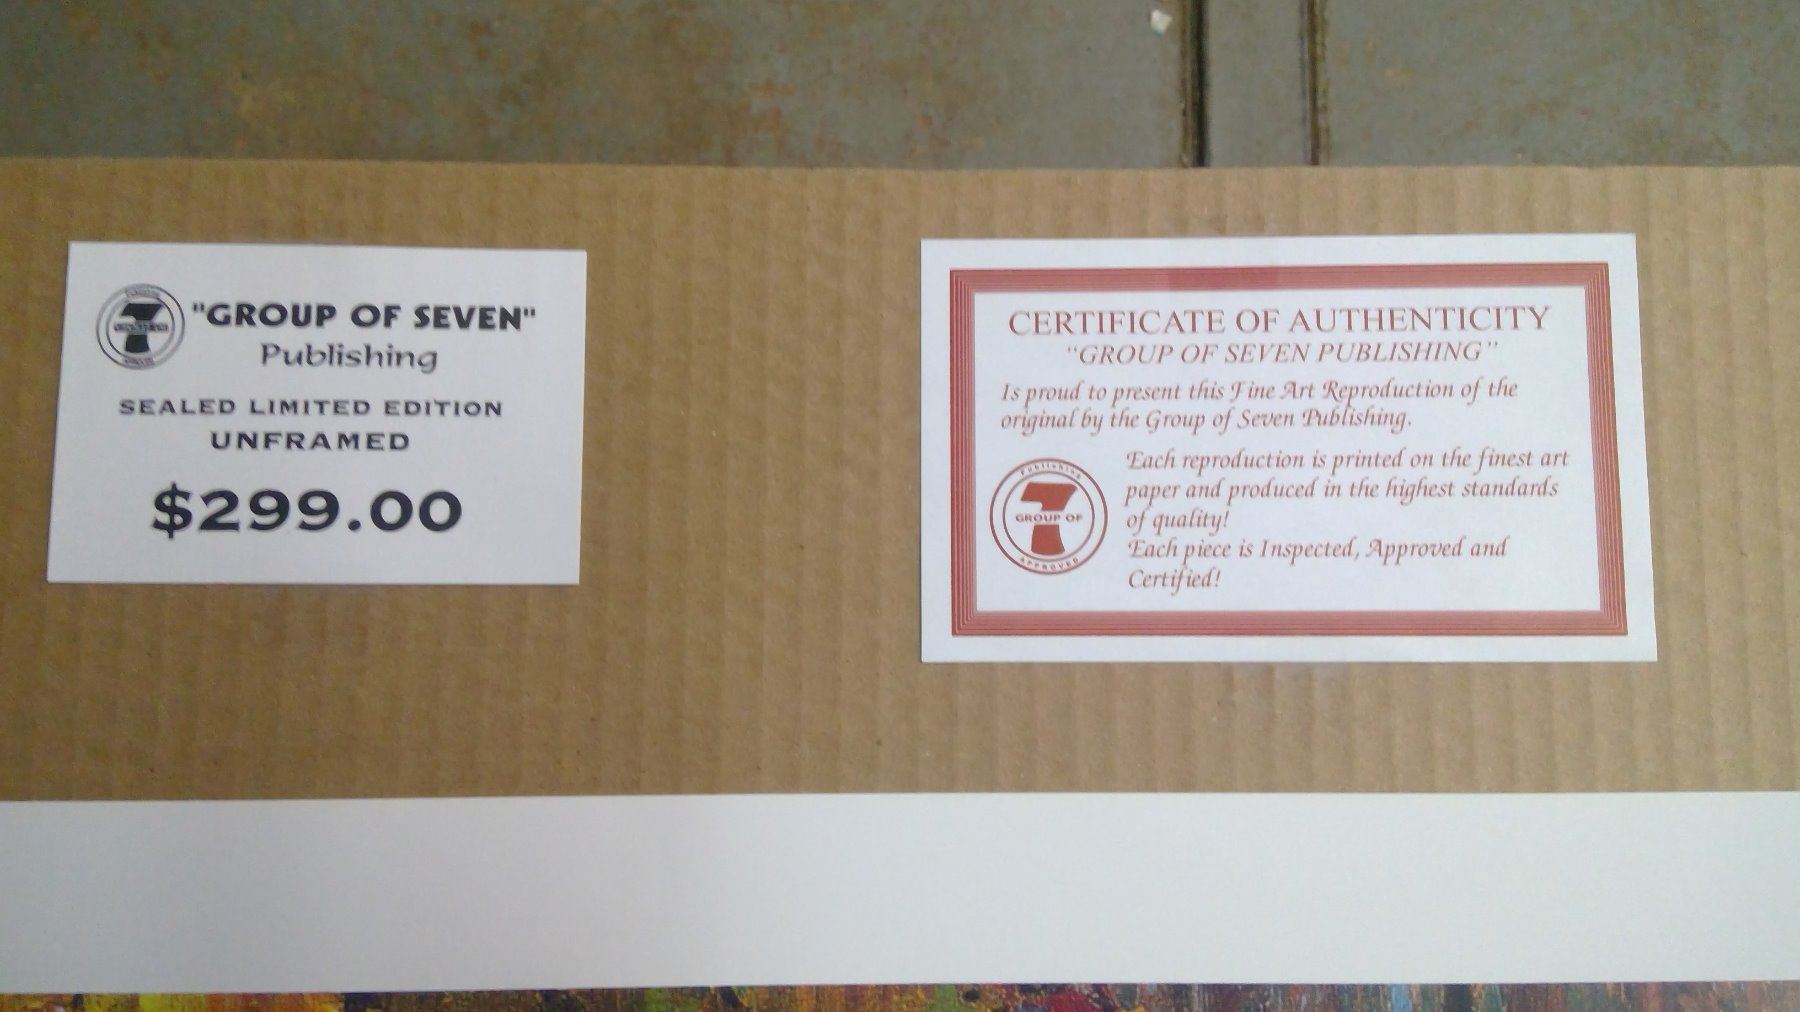 "GROUP OF SEVEN"
Publishing
SEALED LIMITED EDITION
UNFRAMED
$299.00
CERTIFICATE OF AUTHENTICITY
"GROUP OF SEVEN PUBLISHING"
Is proud to present this Fine Art Reproduction of the
original by the Group of Seven Publishing.
Publishing
7
GROUP OF
APPROVED
Each reproduction is printed on the finest art
paper and produced in the highest standards
of quality!
Each piece is Inspected, Approved and
Certified!